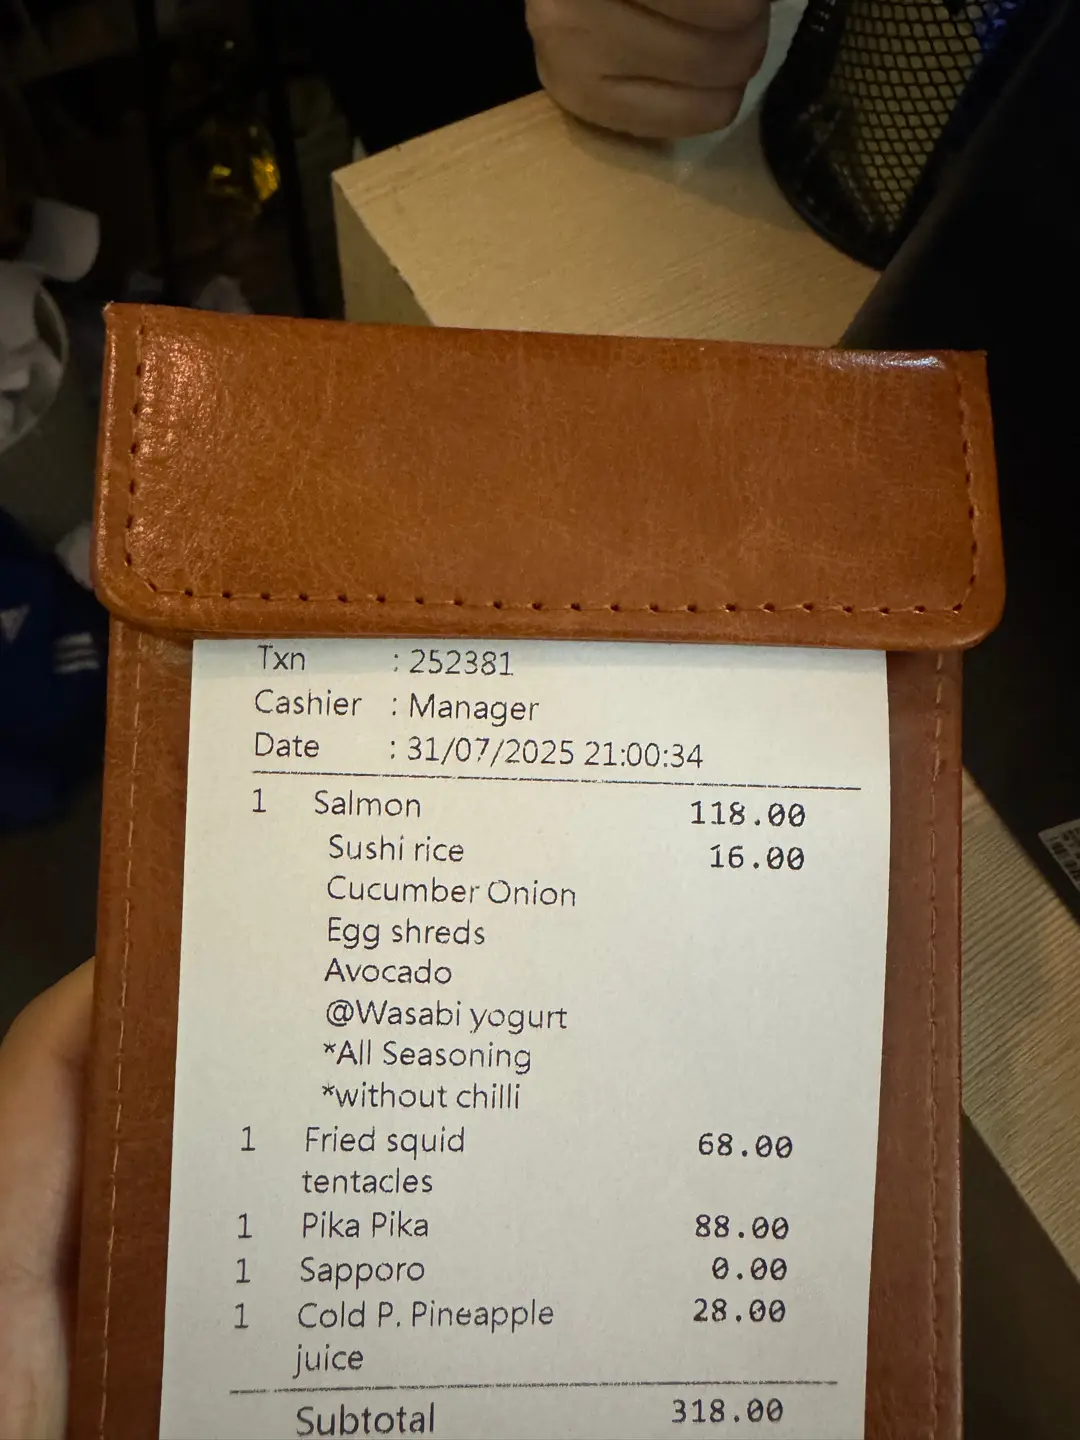 Txn : 252381
Cashier : Manager
Date : 31/07/2025 21:00:34
1 Salmon 118.00
Sushi rice 16.00
Cucumber Onion
Egg shreds
Avocado
@Wasabi yogurt
*All Seasoning
*without chilli
1 Fried squid 68.00
tentacles
1 Pika Pika 88.00
1 Sapporo 0.00
1 Cold P. Pineapple 28.00
juice
Subtotal 318.00